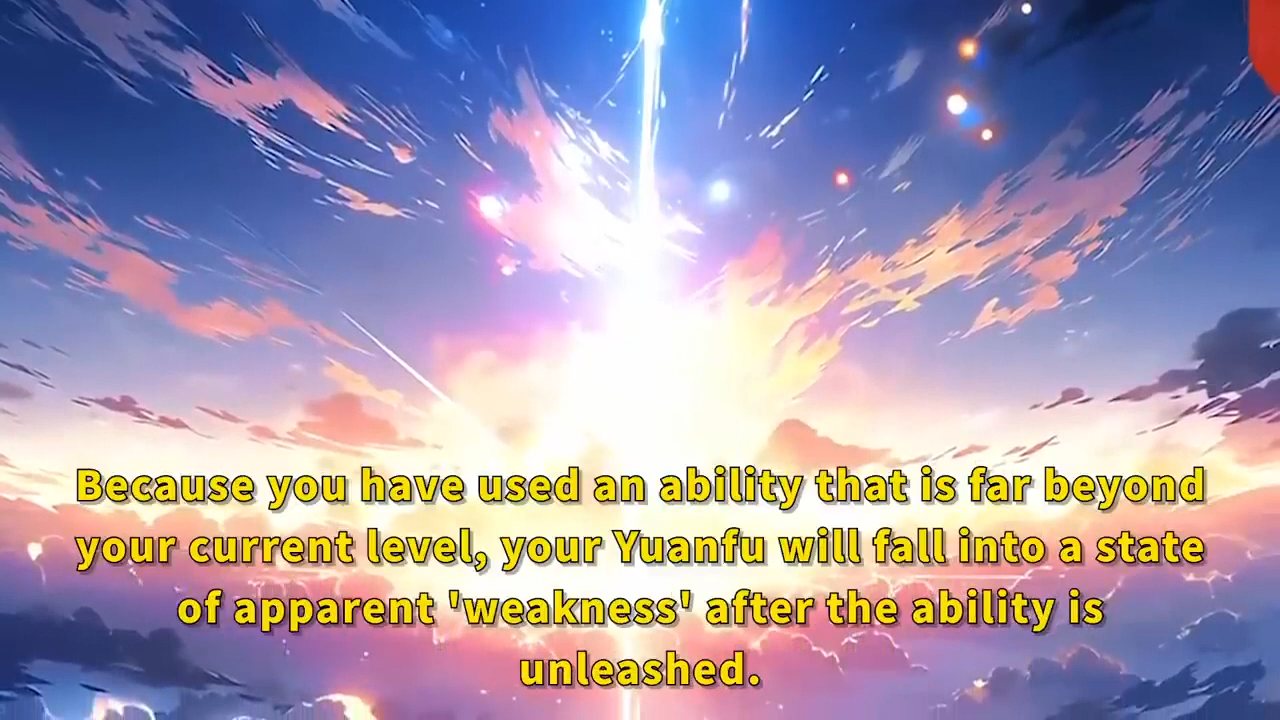 Because you have used an ability that is far beyond
your current level, your Yuanfu will fall into a state
of apparent 'weakness' after the ability is
unleashed.